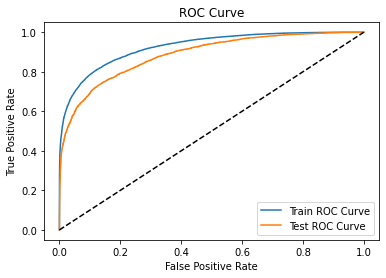 ROC Curve
True Positive Rate
1.0
0.8
0.6
0.4
0.2
0.0
0.0 0.2 0.4 0.6 0.8 1.0
False Positive Rate
Train ROC Curve
Test ROC Curve